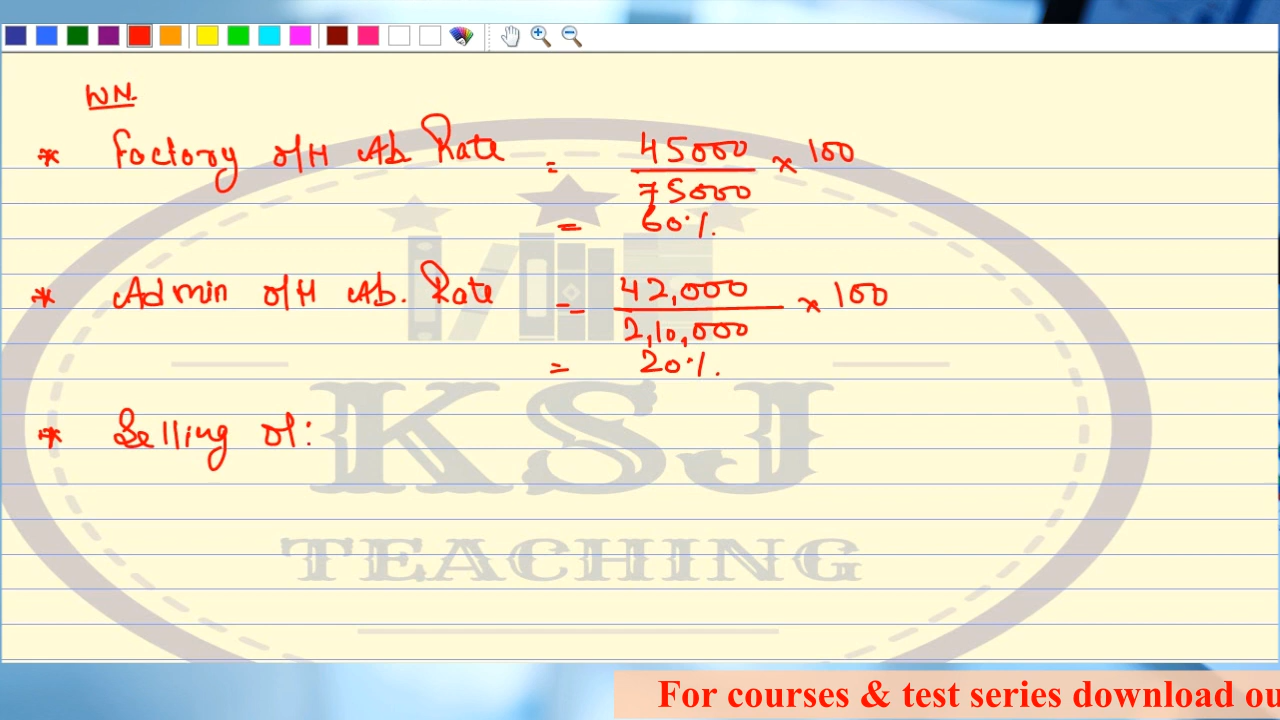 WN.
* Factory o/H Ab. Rate = 45000 / 75000 × 100
= 60%.
* Admin o/H Ab. Rate = 42,000 / 2,10,000 × 100
= 20%.
* Selling o/:
KSJ
TEACHING
For courses & test series download ou